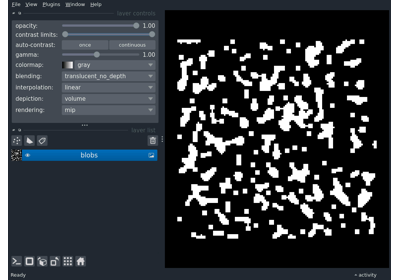 File View Plugins Window Help
layer controls
opacity: 1.00
contrast limits:
auto-contrast: once continuous
gamma: 1.00
colormap: gray
blending: translucent_no_depth
interpolation: linear
depiction: volume
rendering: mip
layer list
blobs
Ready activity